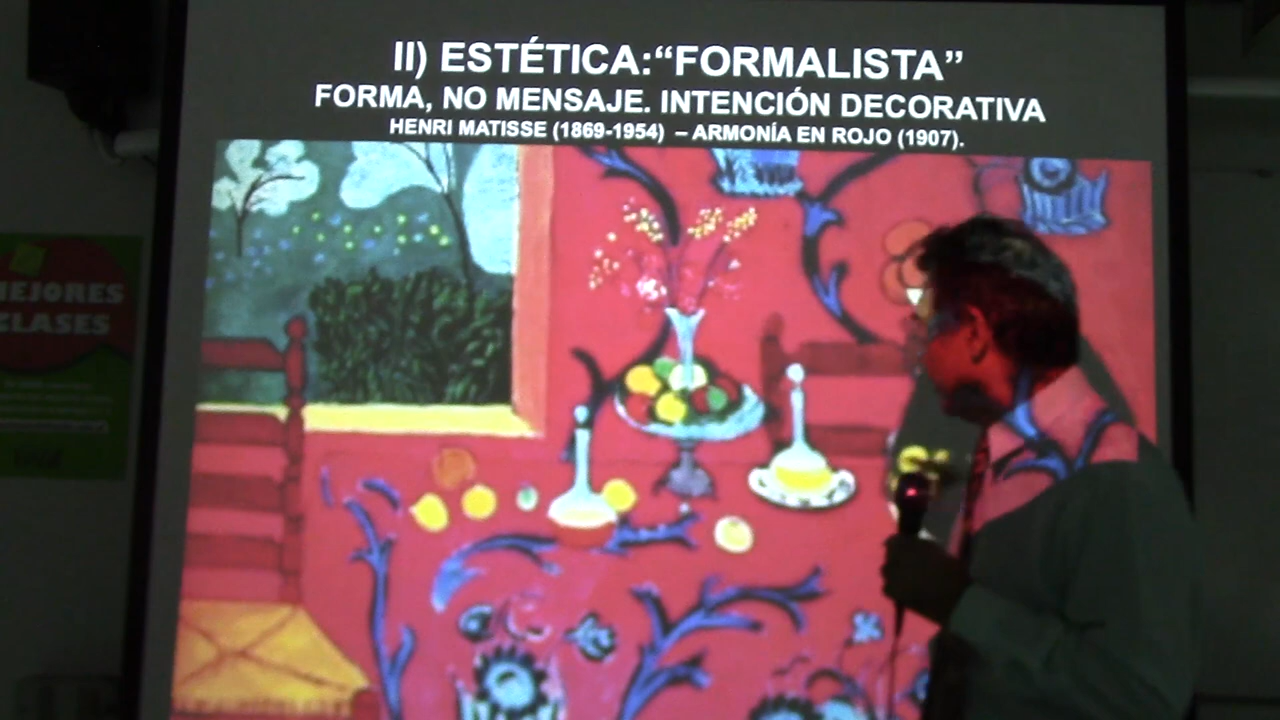 II) ESTÉTICA:“FORMALISTA”
FORMA, NO MENSAJE. INTENCIÓN DECORATIVA
HENRI MATISSE (1869-1954) – ARMONÍA EN ROJO (1907).
MEJORES
CLASES